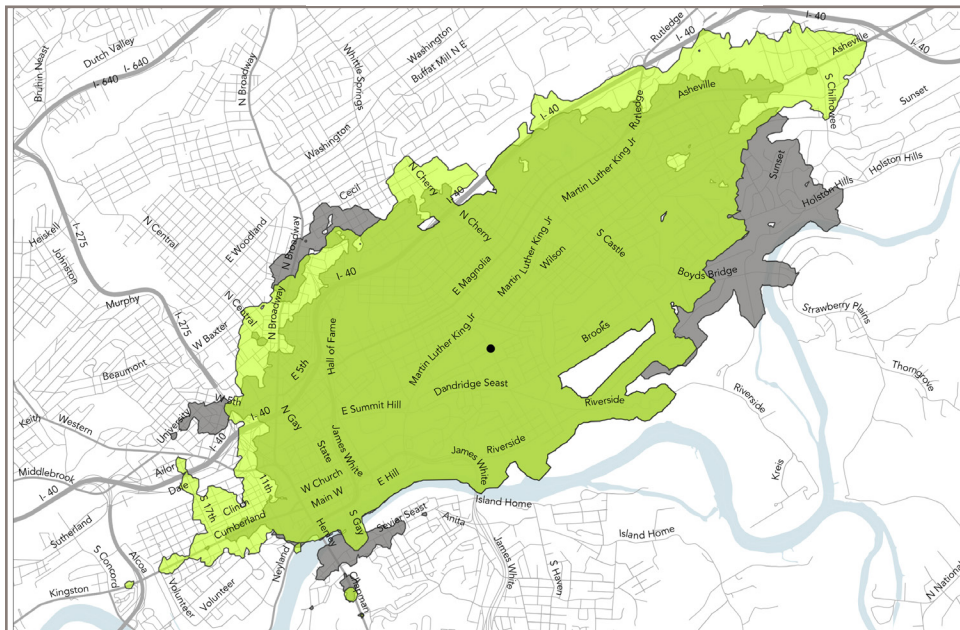 Bruhin Neast
Dutch Valley
I- 640
I- 640
N Broadway
Whittle Springs
Washington
Buffat Mill N E
Rutledge
I- 40
I- 40
Asheville
Asheville
S Chilhowee
Sunset
Washington
I- 40
Rutledge
Martin Luther King Jr
Sunset
Holston Hills
Holston Hills
Cecil
N Cherry
I- 40
N Cherry
I- 275
Heiskell
Johnston
N Central
E Woodland
N Broadway
I- 40
E Magnolia
Martin Luther King Jr
Wilson
S Castle
Boyds Bridge
Murphy
I- 275
W Baxter
N Central
N Broadway
Hall of Fame
Martin Luther King Jr
Brooks
Strawberry Plains
Beaumont
E 5th
Dandridge Seast
Thorngrove
Keith
Western
University
W 5th
I- 40
I- 40
N Gay
E Summit Hill
Riverside
Riverside
Middlebrook
I- 40
Ailor
Dale
State
James White
Riverside
James White
Kreis
11th
W Church
E Hill
Main W
S 17th
Clinch
Cumberland
Henley
S Gay
Sevier Seast
Anita
Island Home
Island Home
Sutherland
S Concord
Alcoa
Kingston
Volunteer
Volunteer
Neyland
Chapman
James White
S Haven
N National